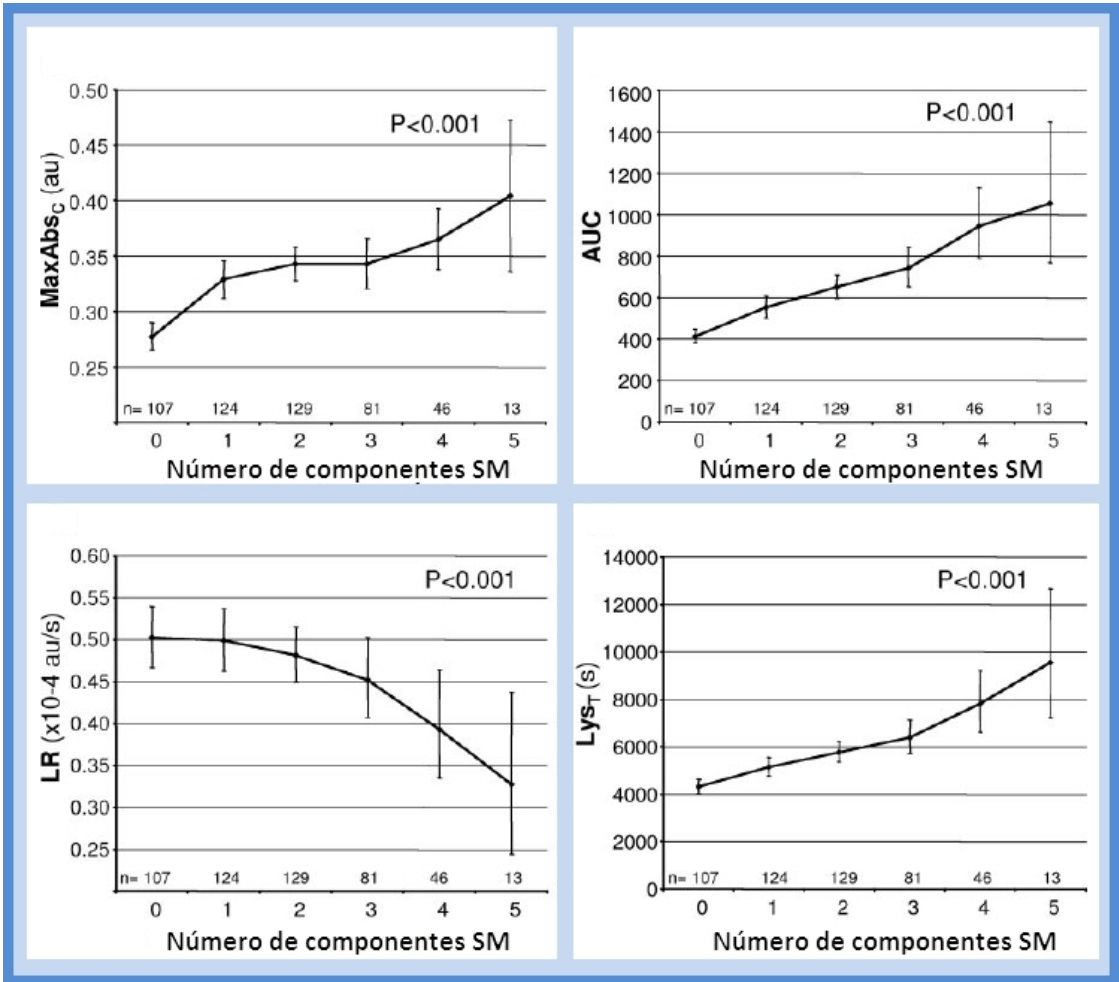 0.50
0.45
0.40
0.35
0.30
0.25
MaxAbsC (au)
P<0.001
n= 107 124 129 81 46 13
0 1 2 3 4 5
Número de componentes SM
1600
1400
1200
1000
800
600
400
200
0
AUC
P<0.001
n= 107 124 129 81 46 13
0 1 2 3 4 5
Número de componentes SM
0.60
0.55
0.50
0.45
0.40
0.35
0.30
0.25
LR (x10-4 au/s)
P<0.001
n= 107 124 129 81 46 13
0 1 2 3 4 5
Número de componentes SM
14000
12000
10000
8000
6000
4000
2000
0
LysT (s)
P<0.001
n= 107 124 129 81 46 13
0 1 2 3 4 5
Número de componentes SM